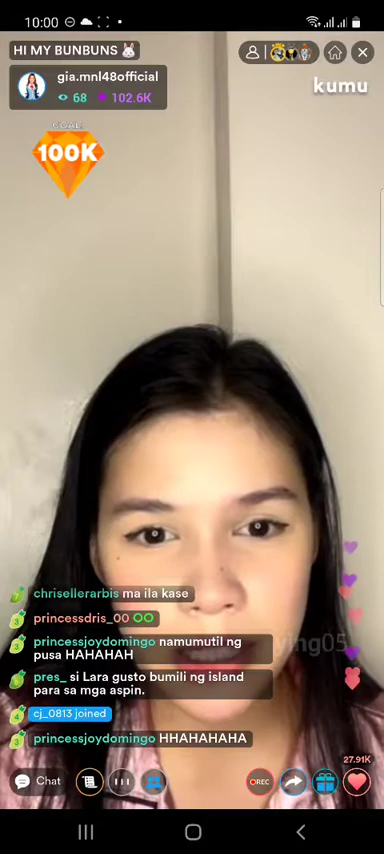 10:00
HI MY BUNBUNS 🐰
gia.mnl48official
68 102.6K
kumu
GOAL:
100K
chrisellerarbis ma ila kase
princessdris_00 OO
princessjoydomingo namumutil ng
pusa HAHAHAH
pres_ si Lara gusto bumili ng island
para sa mga aspin.
cj_0813 joined
princessjoydomingo HHAHAHAHA
27.91K
Chat
REC